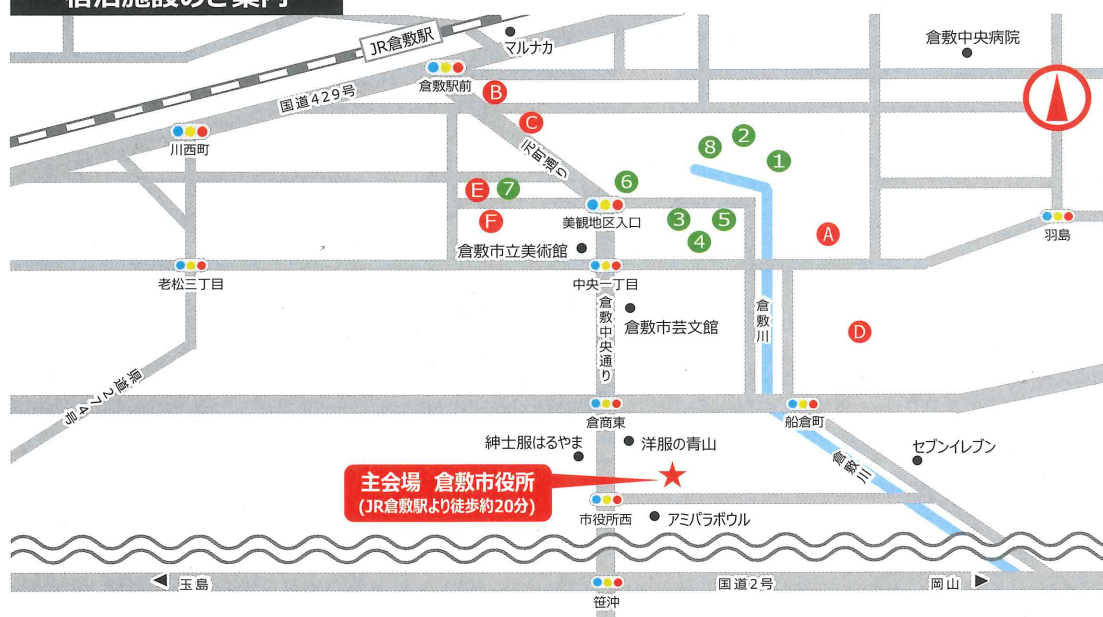 宿泊施設のご案内
JR倉敷駅
マルナカ
倉敷中央病院
倉敷駅前
国道429号
B
C
川西町
元町通り
8
2
1
E
7
6
F
美観地区入口
3
5
4
A
羽島
倉敷市立美術館
老松三丁目
中央一丁目
倉敷川
倉敷中央通り
倉敷市芸文館
D
県道274号
倉商東
船倉町
紳士服はるやま
洋服の青山
セブンイレブン
倉敷川
主会場 倉敷市役所
(JR倉敷駅より徒歩約20分)
市役所西
アミパラボウル
玉島
国道2号
岡山
笹沖